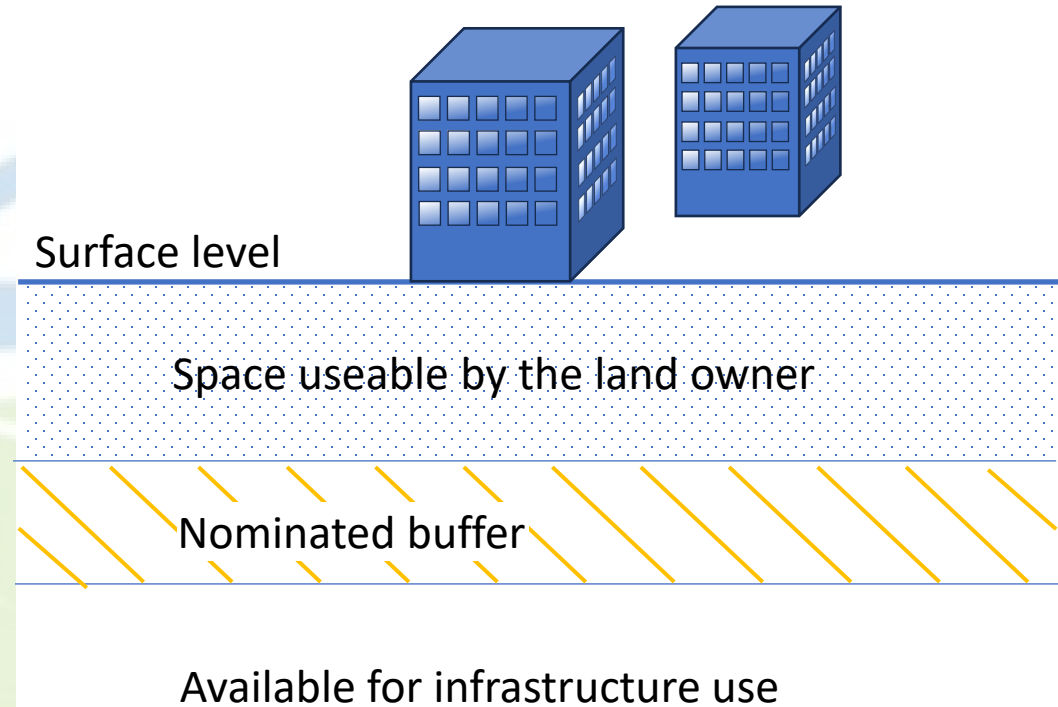 Surface level
Space useable by the land owner
Nominated buffer
Available for infrastructure use